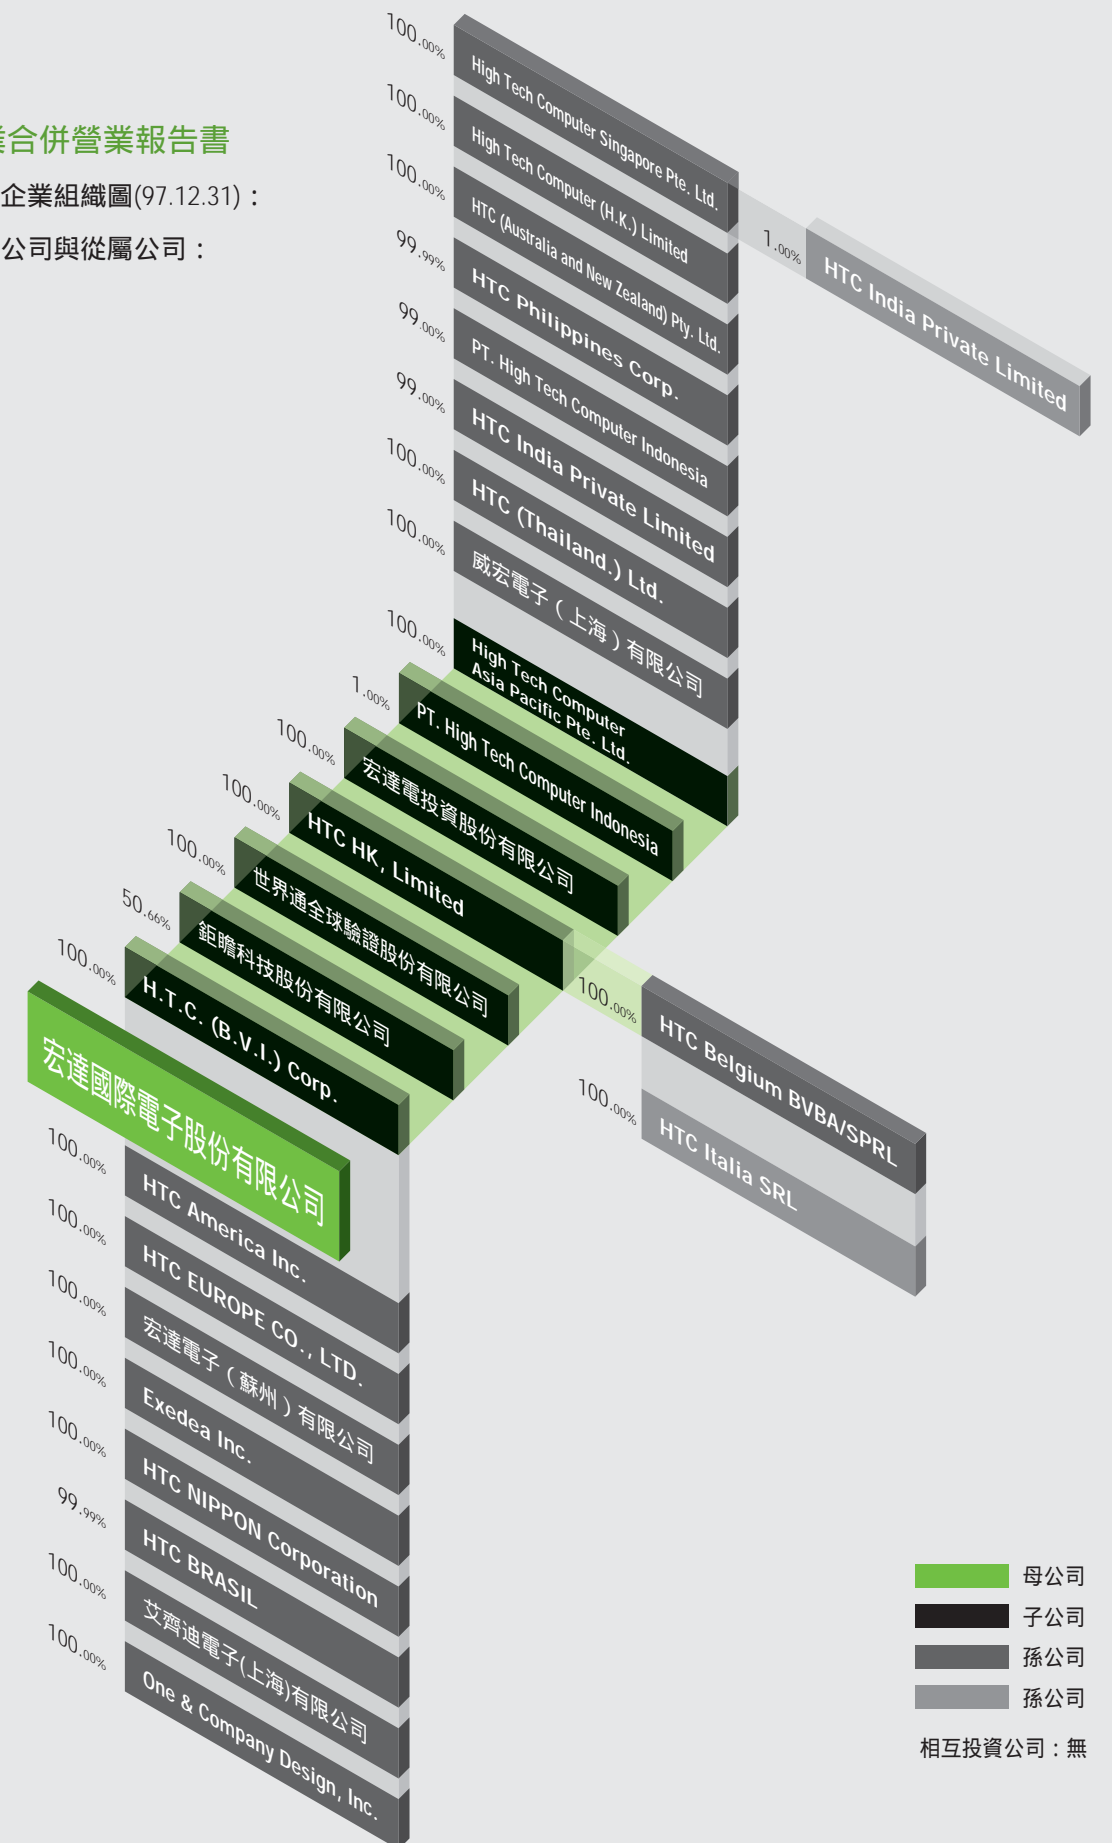 業合併營業報告書
企業組織圖(97.12.31)：
公司與從屬公司：
100.00%
High Tech Computer Singapore Pte. Ltd.
100.00%
High Tech Computer (H.K.) Limited
100.00%
HTC (Australia and New Zealand) Pty. Ltd.
99.99%
HTC Philippines Corp.
99.00%
PT. High Tech Computer Indonesia
99.00%
HTC India Private Limited
100.00%
HTC (Thailand.) Ltd.
100.00%
威宏電子（上海）有限公司
1.00%
HTC India Private Limited
100.00%
High Tech Computer
Asia Pacific Pte. Ltd.
1.00%
PT. High Tech Computer Indonesia
100.00%
宏達電投資股份有限公司
100.00%
HTC HK, Limited
100.00%
世界通全球驗證股份有限公司
50.66%
鉅瞻科技股份有限公司
100.00%
H.T.C. (B.V.I.) Corp.
宏達國際電子股份有限公司
100.00%
HTC Belgium BVBA/SPRL
100.00%
HTC Italia SRL
100.00%
HTC America Inc.
100.00%
HTC EUROPE CO., LTD.
100.00%
宏達電子（蘇州）有限公司
100.00%
Exedea Inc.
100.00%
HTC NIPPON Corporation
99.99%
HTC BRASIL
100.00%
艾齊迪電子(上海)有限公司
100.00%
One & Company Design, Inc.
母公司
子公司
孫公司
孫公司
相互投資公司：無